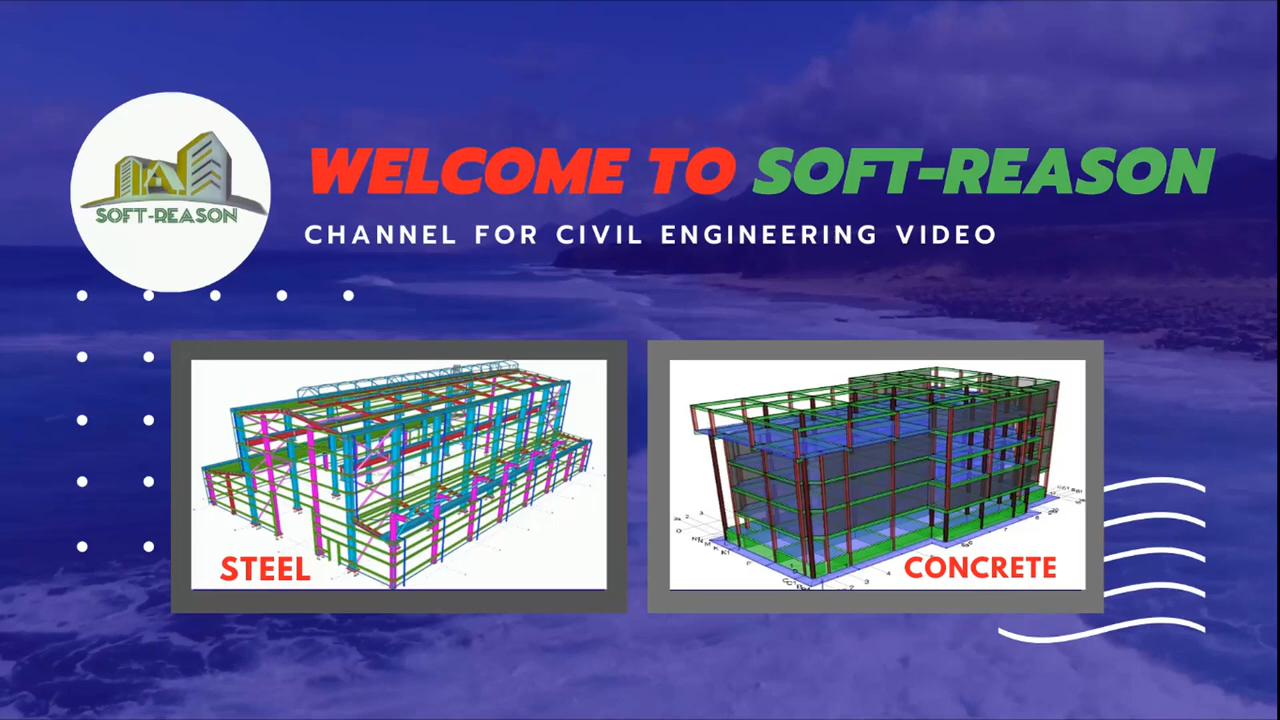 WELCOME TO SOFT-REASON
SOFT-REASON
CHANNEL FOR CIVIL ENGINEERING VIDEO
STEEL
CONCRETE